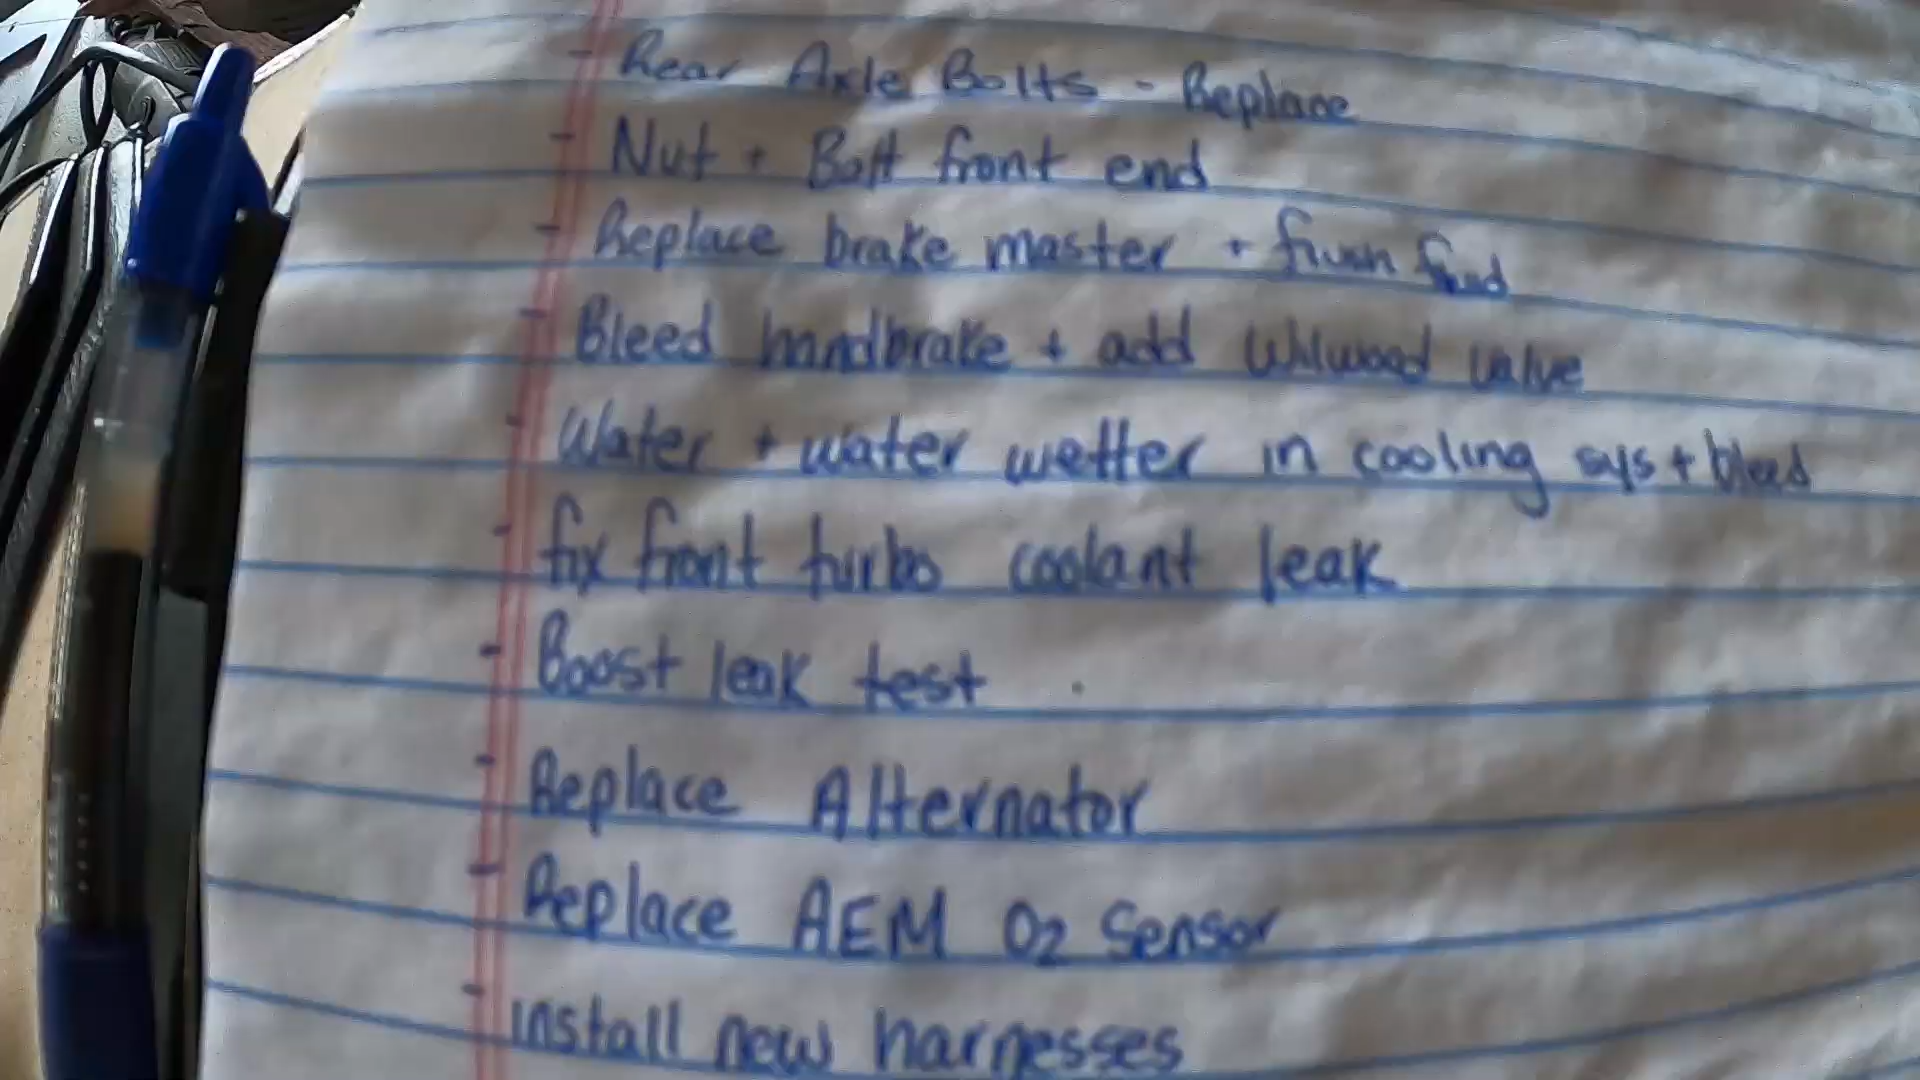 - Rear Axle Bolts - Replace
- Nut + Bolt front end
- Replace brake master + flush fluid
- Bleed handbrake + add Wilwood valve
- Water + water wetter in cooling sys + bleed
- fix front turbo coolant leak
- Boost leak test
- Replace Alternator
- Replace AEM O2 Sensor
- install new harnesses